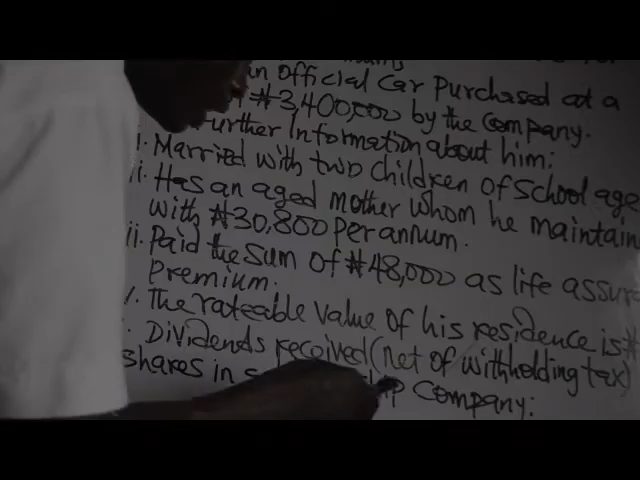 an official Car purchased at a
₦3,400,000 by the Company.
Further Information about him:
i. Married with two children of School age
ii. Has an aged mother whom he maintain
with ₦30,800 per annum.
ii. Paid the sum of ₦48,000 as life assur
premium.
The rateable value of his residence is ₦
Dividends received (net of withholding tax)
shares in Company: